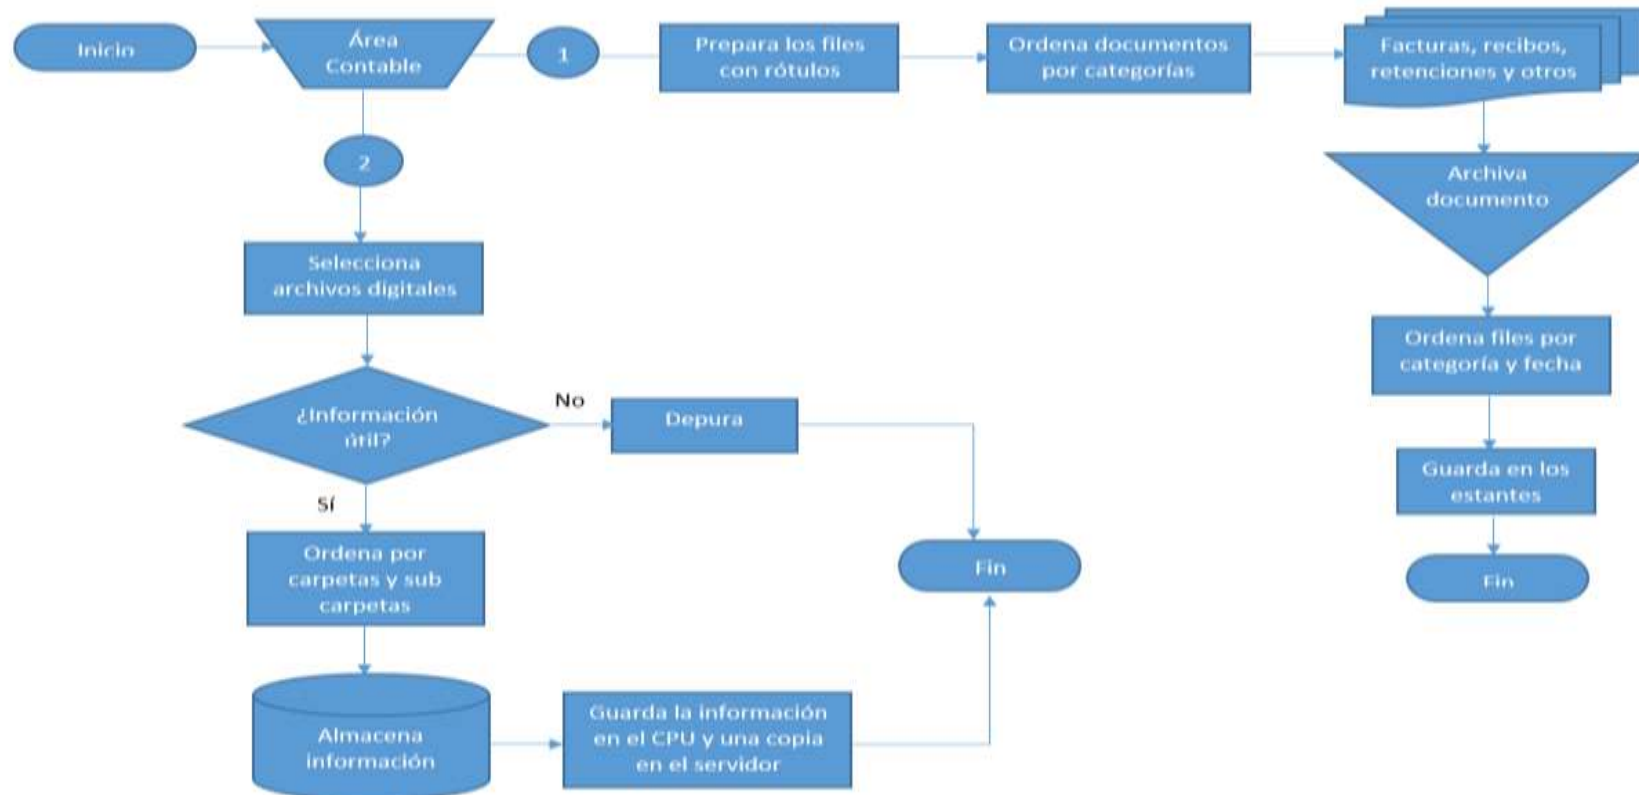 Inicio
Área
Contable
1
Prepara los files
con rótulos
Ordena documentos
por categorías
Facturas, recibos,
retenciones y otros
2
Archiva
documento
Selecciona
archivos digitales
Ordena files por
categoría y fecha
¿Información
útil?
No
Depura
Guarda en los
estantes
Sí
Ordena por
carpetas y sub
carpetas
Fin
Fin
Almacena
información
Guarda la información
en el CPU y una copia
en el servidor